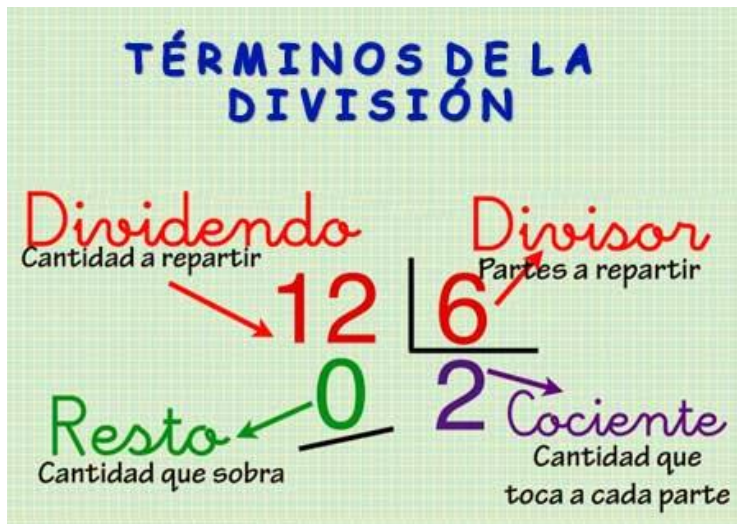 TÉRMINOS DE LA
DIVISIÓN
Dividendo
Cantidad a repartir
Divisor
Partes a repartir
12 6
0 2
Resto
Cantidad que sobra
Cociente
Cantidad que
toca a cada parte